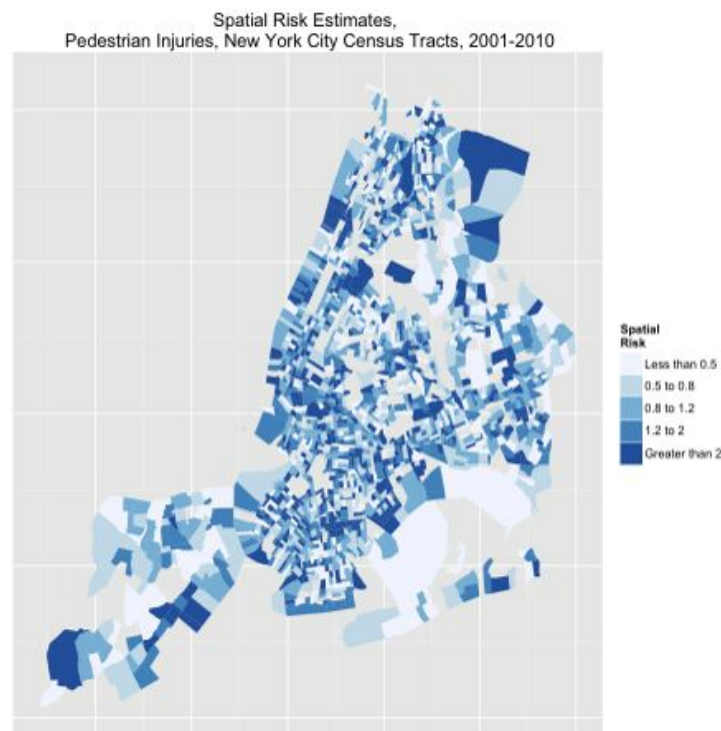 Spatial Risk Estimates,
Pedestrian Injuries, New York City Census Tracts, 2001-2010
Spatial
Risk
Less than 0.5
0.5 to 0.8
0.8 to 1.2
1.2 to 2
Greater than 2